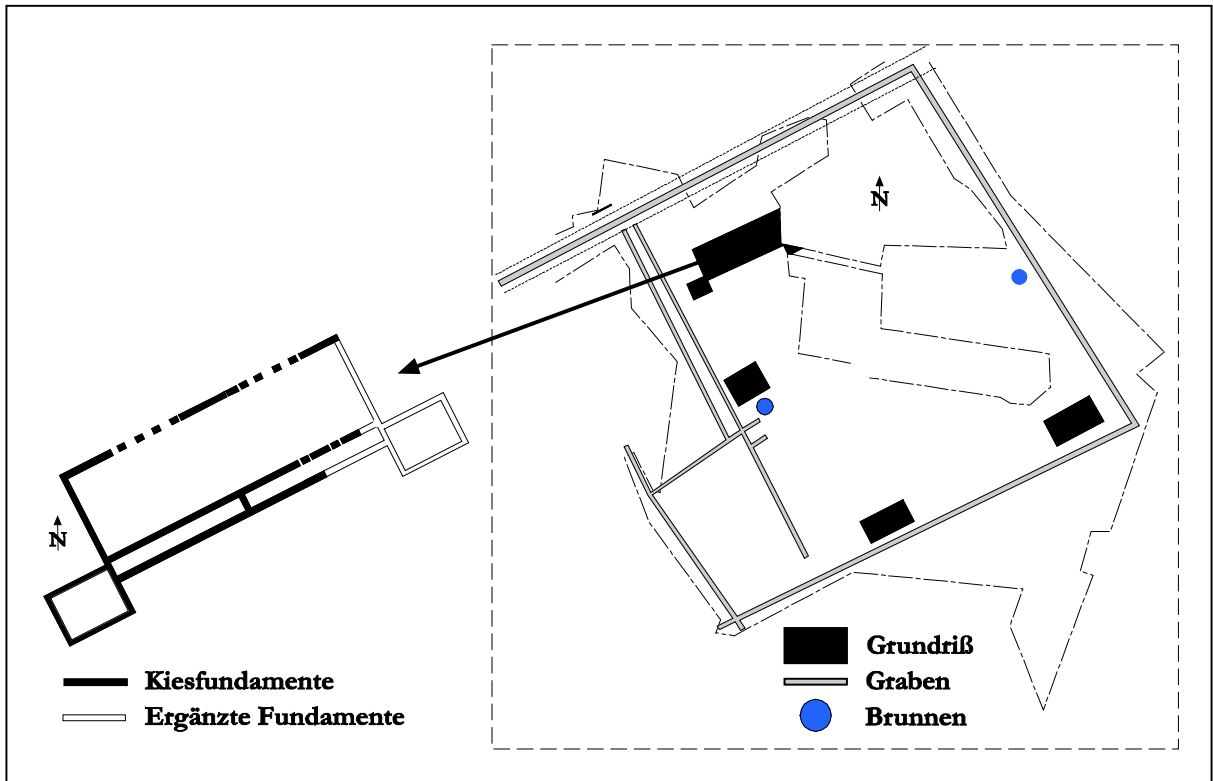 N
N
Kiesfundamente
Ergänzte Fundamente
Grundriß
Graben
Brunnen